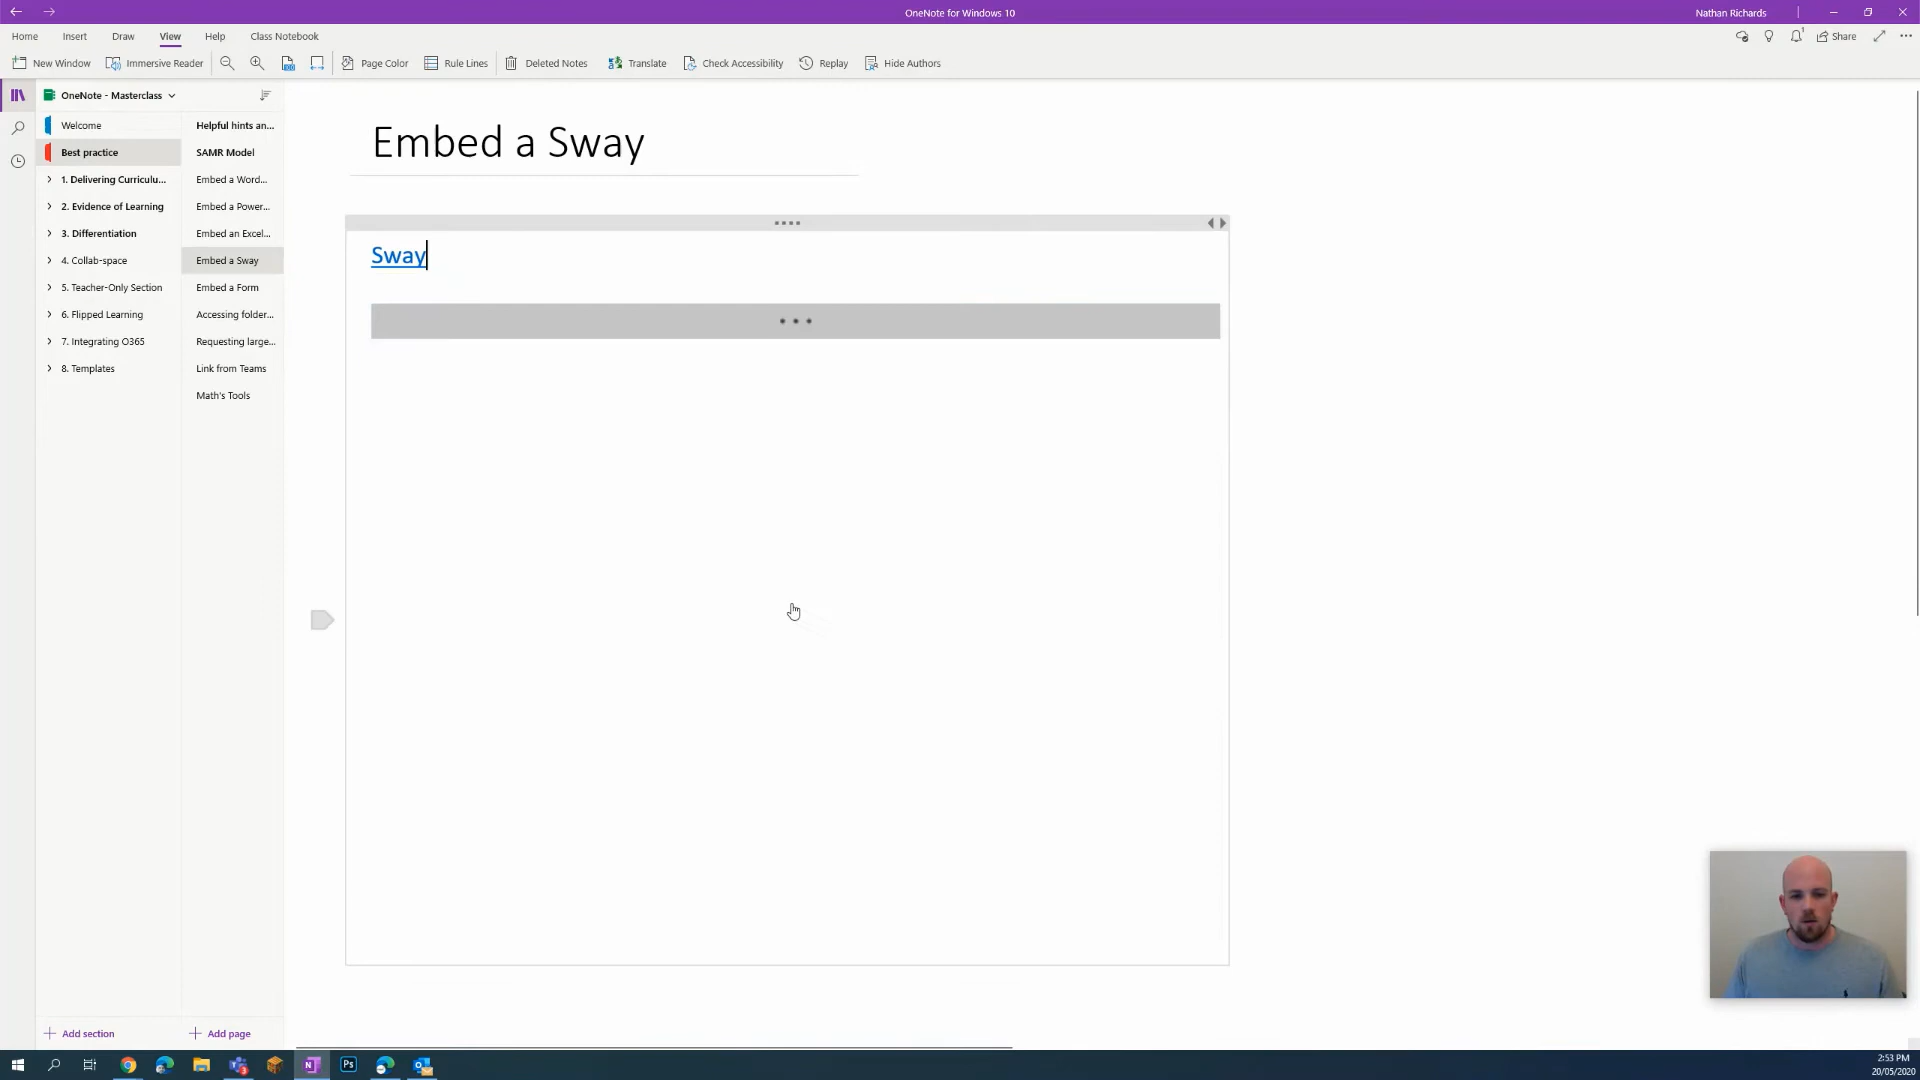 OneNote for Windows 10
Nathan Richards
Home Insert Draw View Help Class Notebook
Share
New Window Immersive Reader Page Color Rule Lines Deleted Notes Translate Check Accessibility Replay Hide Authors
OneNote - Masterclass
Welcome
Best practice
1. Delivering Curriculu...
2. Evidence of Learning
3. Differentiation
4. Collab-space
5. Teacher-Only Section
6. Flipped Learning
7. Integrating O365
8. Templates
Helpful hints an...
SAMR Model
Embed a Word...
Embed a Power...
Embed an Excel...
Embed a Sway
Embed a Form
Accessing folder...
Requesting large...
Link from Teams
Math's Tools
Embed a Sway
Sway
Add section
Add page
2:53 PM
20/05/2020